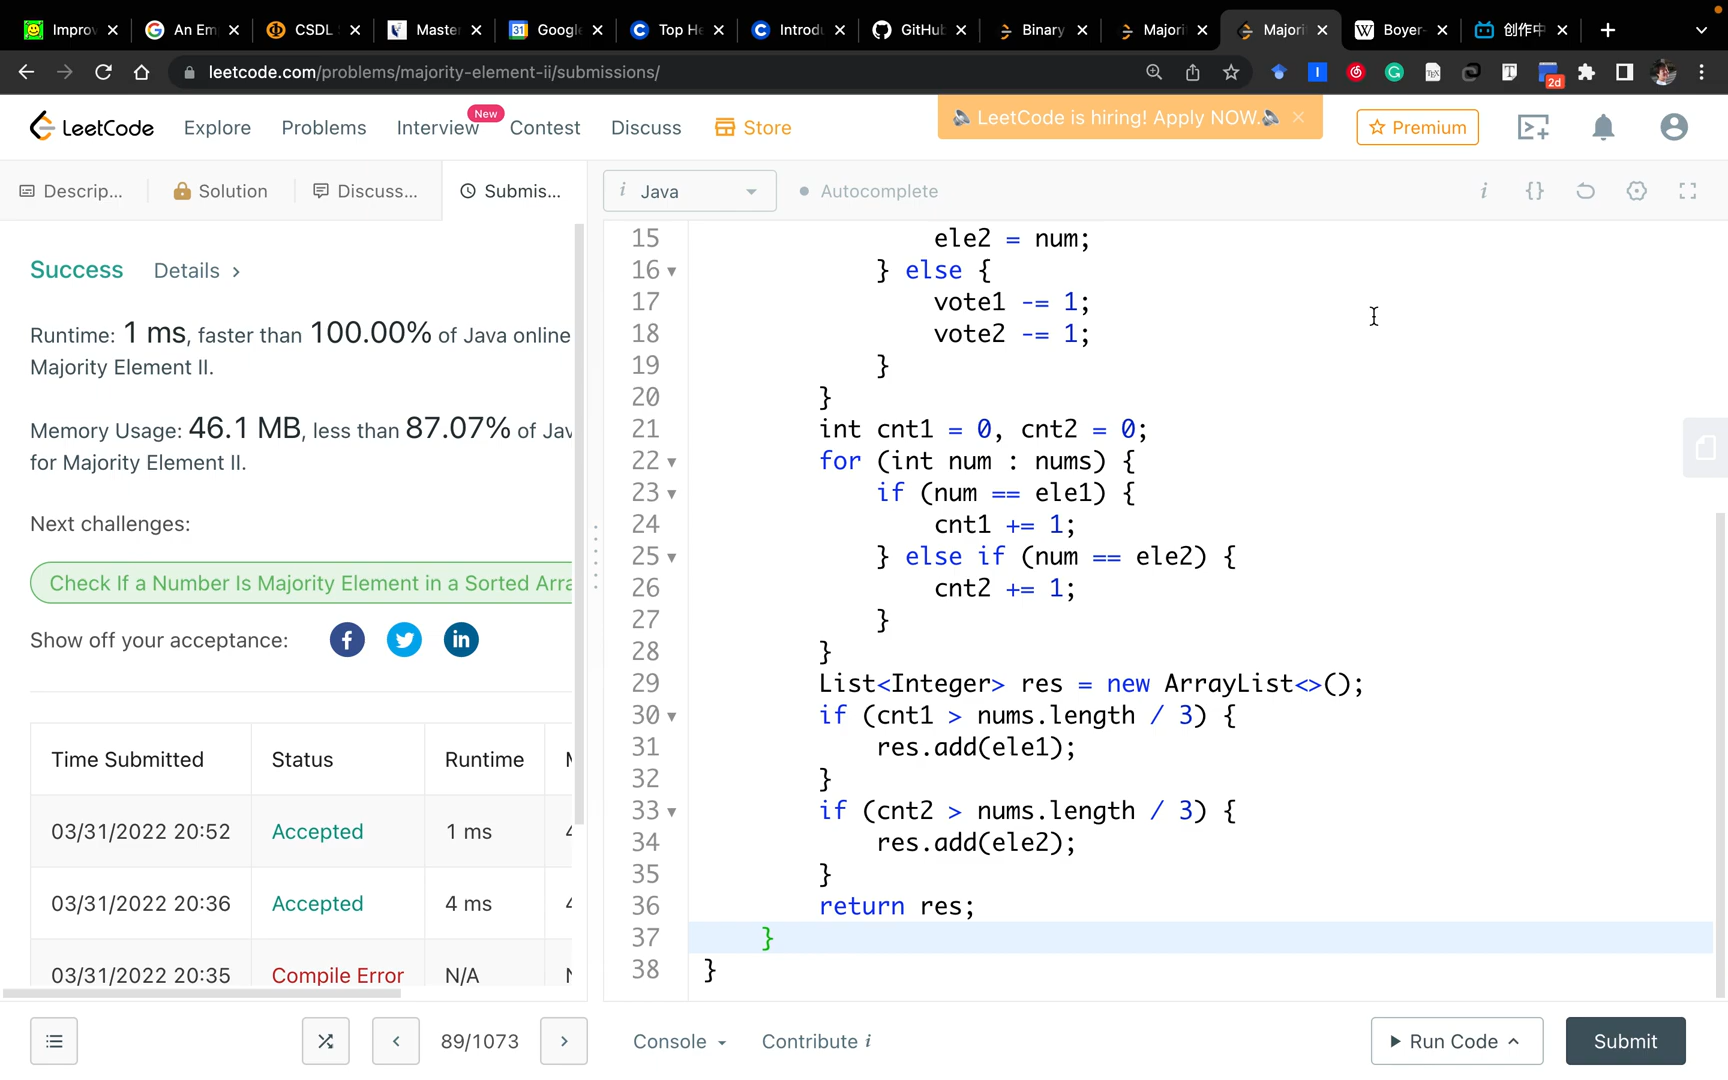 Improv
An Em
CSDL
Master
Google
Top He
Introdu
GitHub
Binary
Majori
Majori
Boyer-
创作中
leetcode.com/problems/majority-element-ii/submissions/
2d
LeetCode
Explore
Problems
Interview
New
Contest
Discuss
Store
LeetCode is hiring! Apply NOW.
Premium
Descrip...
Solution
Discuss...
Submis...
i Java
Autocomplete
Success
Details
Runtime: 1 ms, faster than 100.00% of Java online
Majority Element II.
Memory Usage: 46.1 MB, less than 87.07% of Jav
for Majority Element II.
Next challenges:
Check If a Number Is Majority Element in a Sorted Arra
Show off your acceptance:
Time Submitted Status Runtime
03/31/2022 20:52 Accepted 1 ms 4
03/31/2022 20:36 Accepted 4 ms 4
03/31/2022 20:35 Compile Error N/A
15 ele2 = num;
16 } else {
17 vote1 -= 1;
18 vote2 -= 1;
19 }
20 }
21 int cnt1 = 0, cnt2 = 0;
22 for (int num : nums) {
23 if (num == ele1) {
24 cnt1 += 1;
25 } else if (num == ele2) {
26 cnt2 += 1;
27 }
28 }
29 List<Integer> res = new ArrayList<>();
30 if (cnt1 > nums.length / 3) {
31 res.add(ele1);
32 }
33 if (cnt2 > nums.length / 3) {
34 res.add(ele2);
35 }
36 return res;
37 }
38 }
89/1073
Console
Contribute i
Run Code
Submit